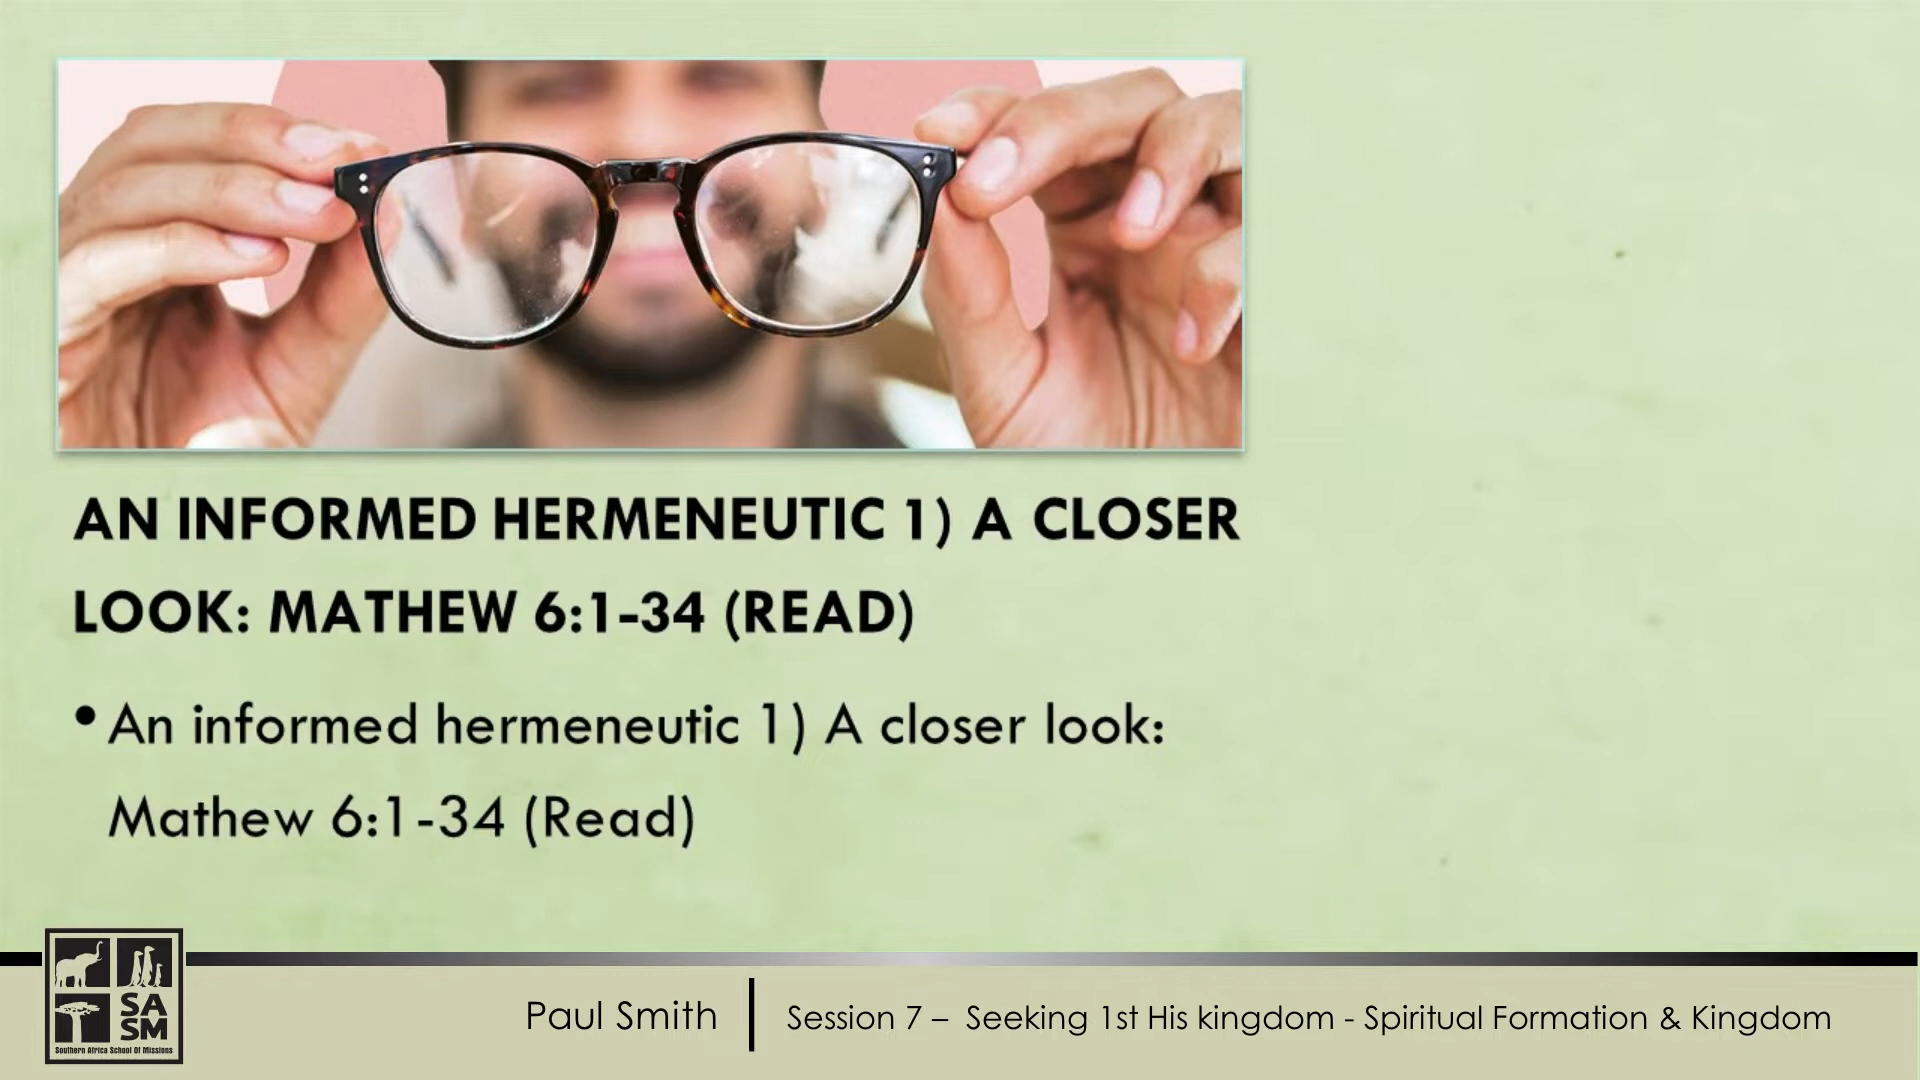 AN INFORMED HERMENEUTIC 1) A CLOSER
LOOK: MATHEW 6:1-34 (READ)
• An informed hermeneutic 1) A closer look:
Mathew 6:1-34 (Read)
SA
SM
Southern Africa School Of Missions
Paul Smith
Session 7 – Seeking 1st His kingdom - Spiritual Formation & Kingdom